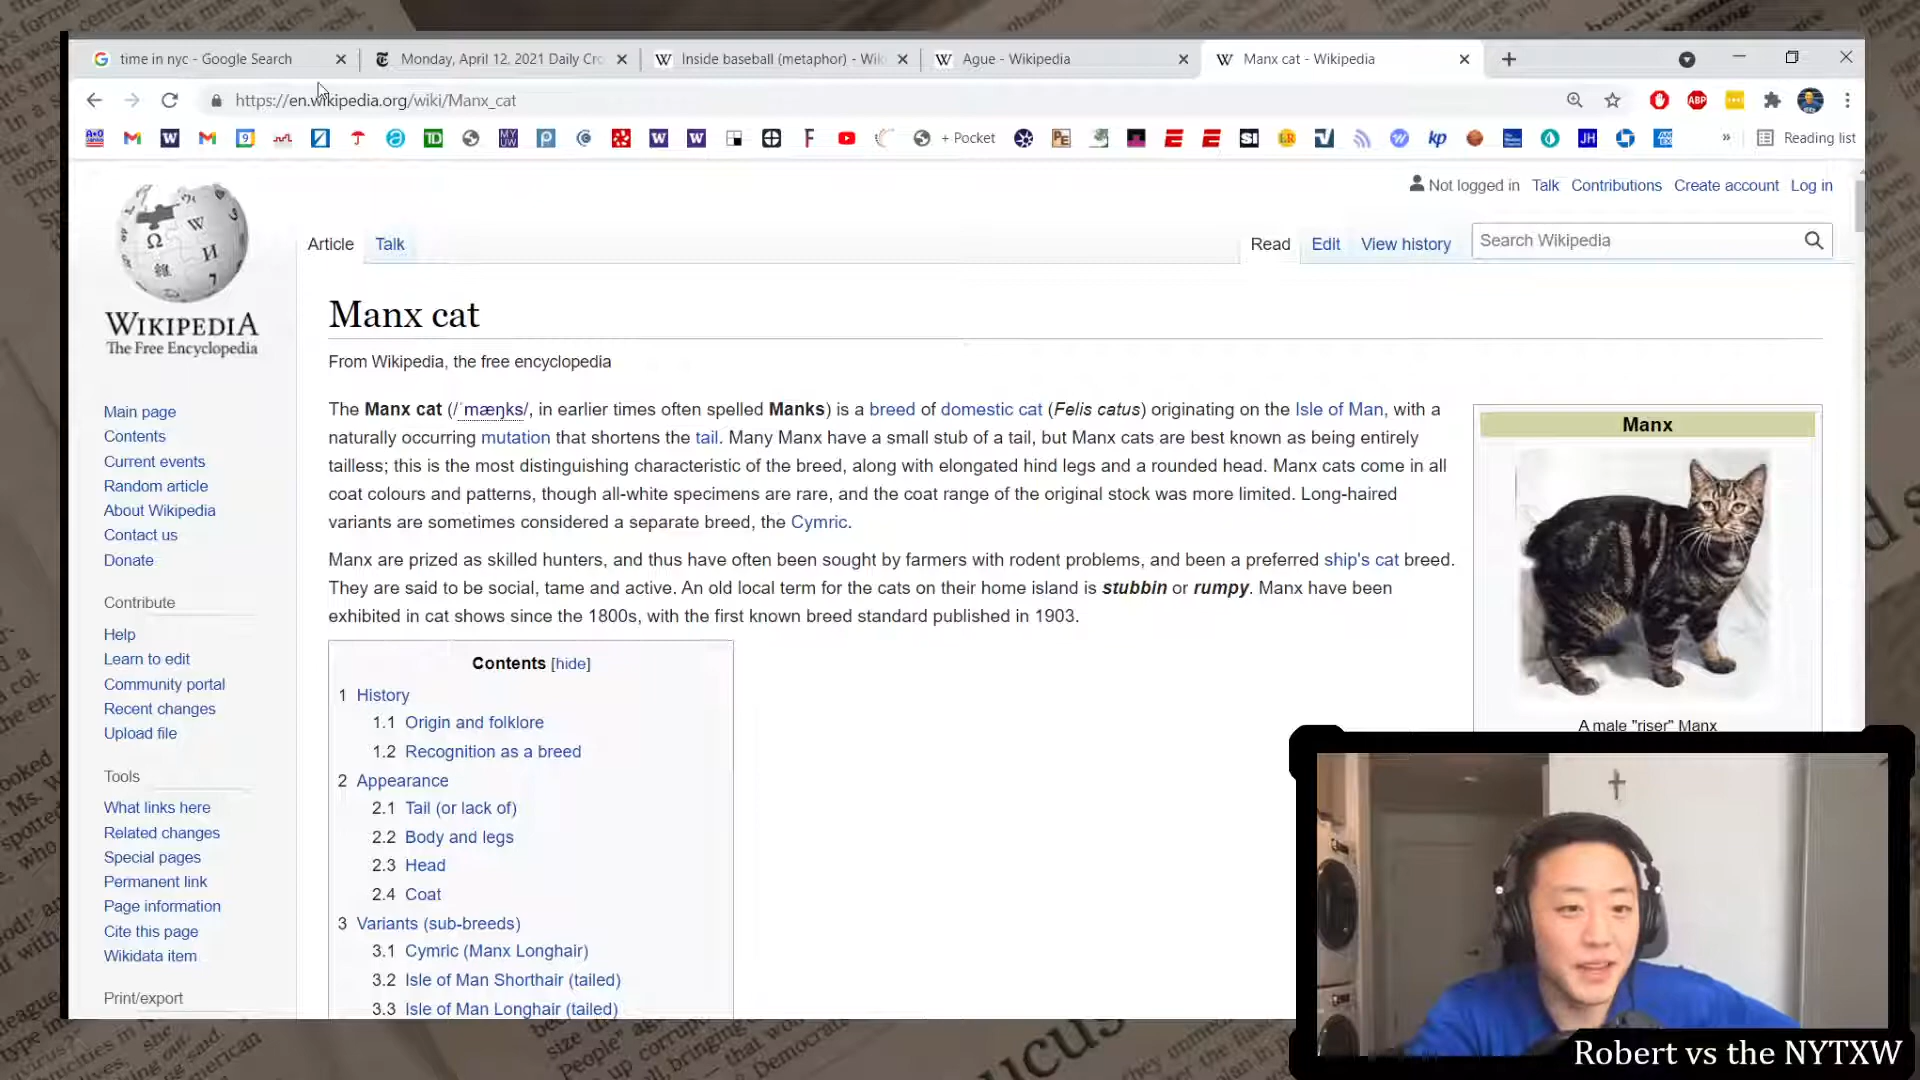 time in nyc - Google Search
Monday, April 12, 2021 Daily Cro
Inside baseball (metaphor) - Wik
Ague - Wikipedia
Manx cat - Wikipedia
https://en.wikipedia.org/wiki/Manx_cat
+ Pocket
Reading list
Not logged in Talk Contributions Create account Log in
Article Talk
Read Edit View history
Search Wikipedia
WIKIPEDIA
The Free Encyclopedia
Manx cat
From Wikipedia, the free encyclopedia
The Manx cat (/ˈmæŋks/, in earlier times often spelled Manks) is a breed of domestic cat (Felis catus) originating on the Isle of Man, with a
naturally occurring mutation that shortens the tail. Many Manx have a small stub of a tail, but Manx cats are best known as being entirely
tailless; this is the most distinguishing characteristic of the breed, along with elongated hind legs and a rounded head. Manx cats come in all
coat colours and patterns, though all-white specimens are rare, and the coat range of the original stock was more limited. Long-haired
variants are sometimes considered a separate breed, the Cymric.
Manx are prized as skilled hunters, and thus have often been sought by farmers with rodent problems, and been a preferred ship's cat breed.
They are said to be social, tame and active. An old local term for the cats on their home island is stubbin or rumpy. Manx have been
exhibited in cat shows since the 1800s, with the first known breed standard published in 1903.
Manx
A male "riser" Manx
Main page
Contents
Current events
Random article
About Wikipedia
Contact us
Donate
Contribute
Help
Learn to edit
Community portal
Recent changes
Upload file
Tools
What links here
Related changes
Special pages
Permanent link
Page information
Cite this page
Wikidata item
Print/export
Contents [hide]
1 History
1.1 Origin and folklore
1.2 Recognition as a breed
2 Appearance
2.1 Tail (or lack of)
2.2 Body and legs
2.3 Head
2.4 Coat
3 Variants (sub-breeds)
3.1 Cymric (Manx Longhair)
3.2 Isle of Man Shorthair (tailed)
3.3 Isle of Man Longhair (tailed)
Robert vs the NYTXW